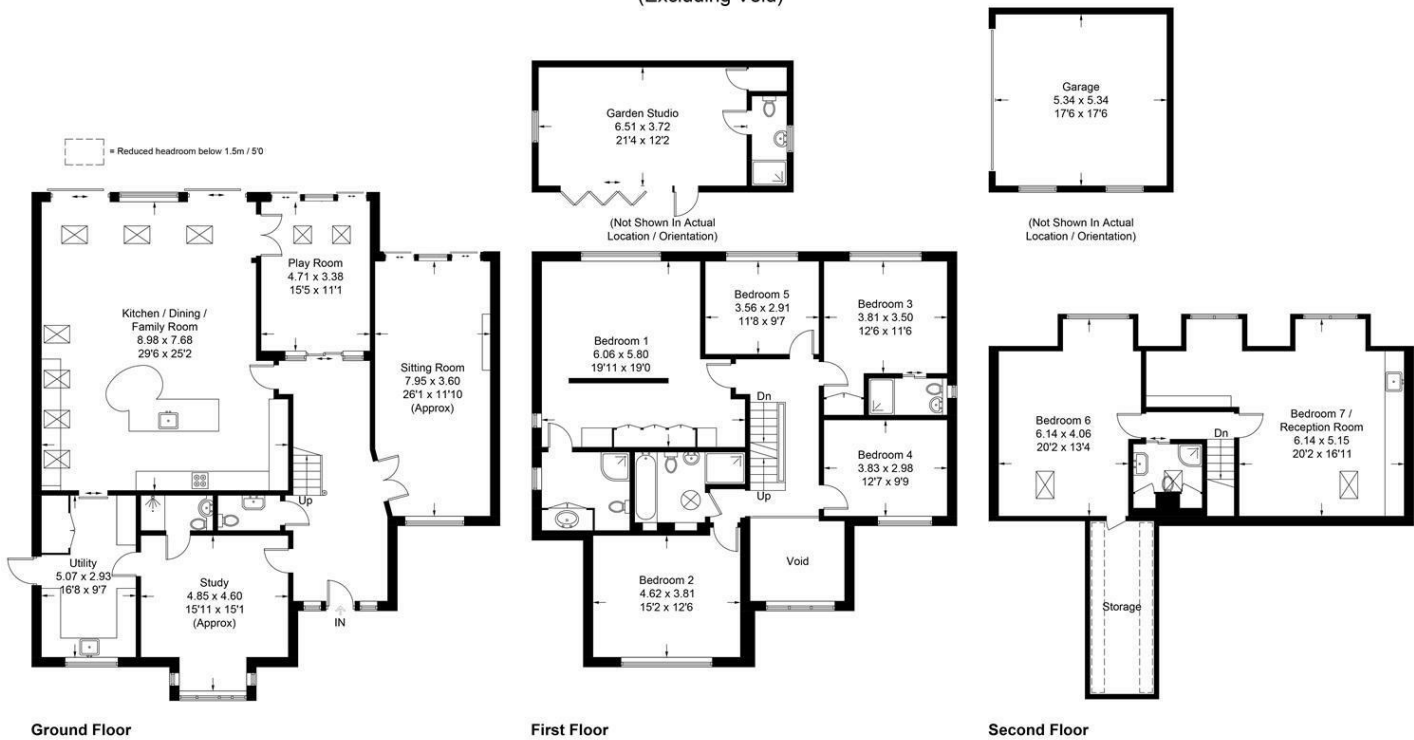 (Excluding Void)
= Reduced headroom below 1.5m / 5'0
Kitchen / Dining /
Family Room
8.98 x 7.68
29'6 x 25'2
Play Room
4.71 x 3.38
15'5 x 11'1
Sitting Room
7.95 x 3.60
26'1 x 11'10
(Approx)
Up
Utility
5.07 x 2.93
16'8 x 9'7
Study
4.85 x 4.60
15'11 x 15'1
(Approx)
IN
Ground Floor
Garden Studio
6.51 x 3.72
21'4 x 12'2
(Not Shown In Actual
Location / Orientation)
Bedroom 1
6.06 x 5.80
19'11 x 19'0
Bedroom 5
3.56 x 2.91
11'8 x 9'7
Bedroom 3
3.81 x 3.50
12'6 x 11'6
Dn
Up
Bedroom 4
3.83 x 2.98
12'7 x 9'9
Void
Bedroom 2
4.62 x 3.81
15'2 x 12'6
First Floor
Garage
5.34 x 5.34
17'6 x 17'6
(Not Shown In Actual
Location / Orientation)
Bedroom 6
6.14 x 4.06
20'2 x 13'4
Dn
Bedroom 7 /
Reception Room
6.14 x 5.15
20'2 x 16'11
Storage
Second Floor